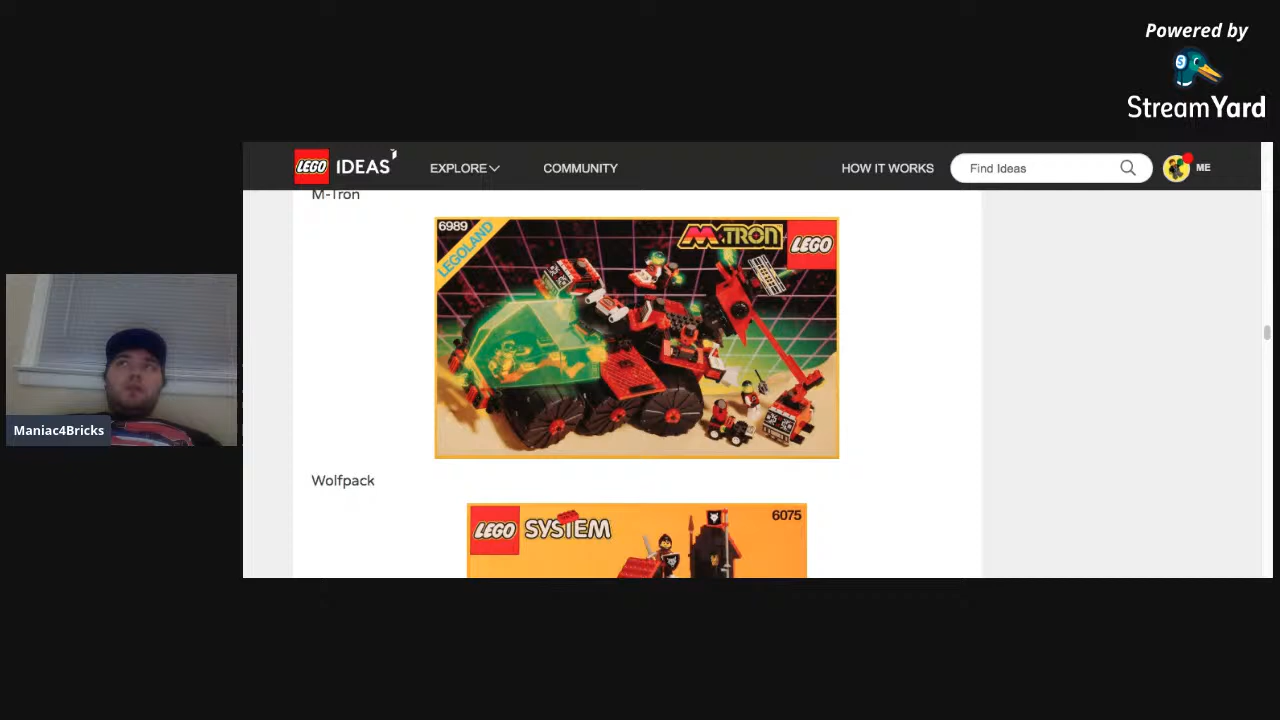 Powered by
StreamYard
LEGO IDEAS EXPLORE COMMUNITY HOW IT WORKS Find Ideas ME
M-Tron
6989 LEGOLAND M-TRON LEGO
Maniac4Bricks
Wolfpack
LEGO SYSTEM 6075